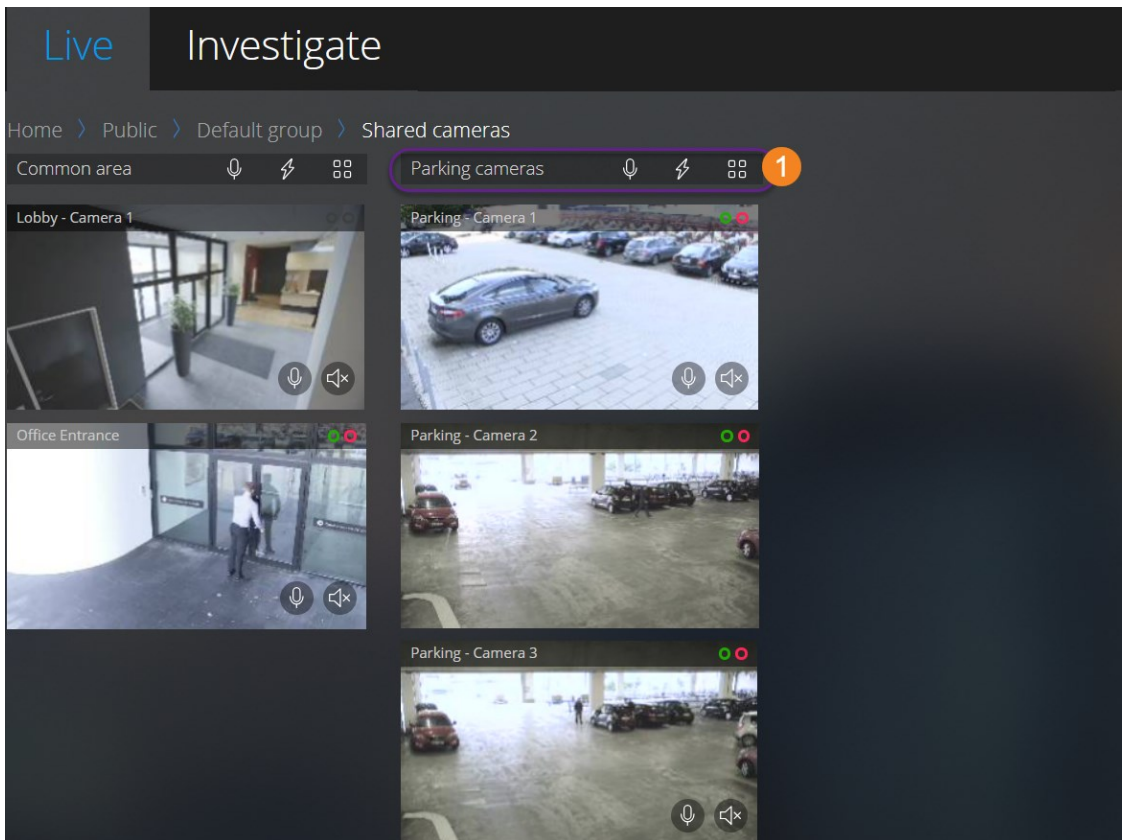 Live Investigate
Home 〉 Public 〉 Default group 〉 Shared cameras
Common area
Parking cameras 1
Lobby - Camera 1
Parking - Camera 1
Office Entrance
Parking - Camera 2
Parking - Camera 3